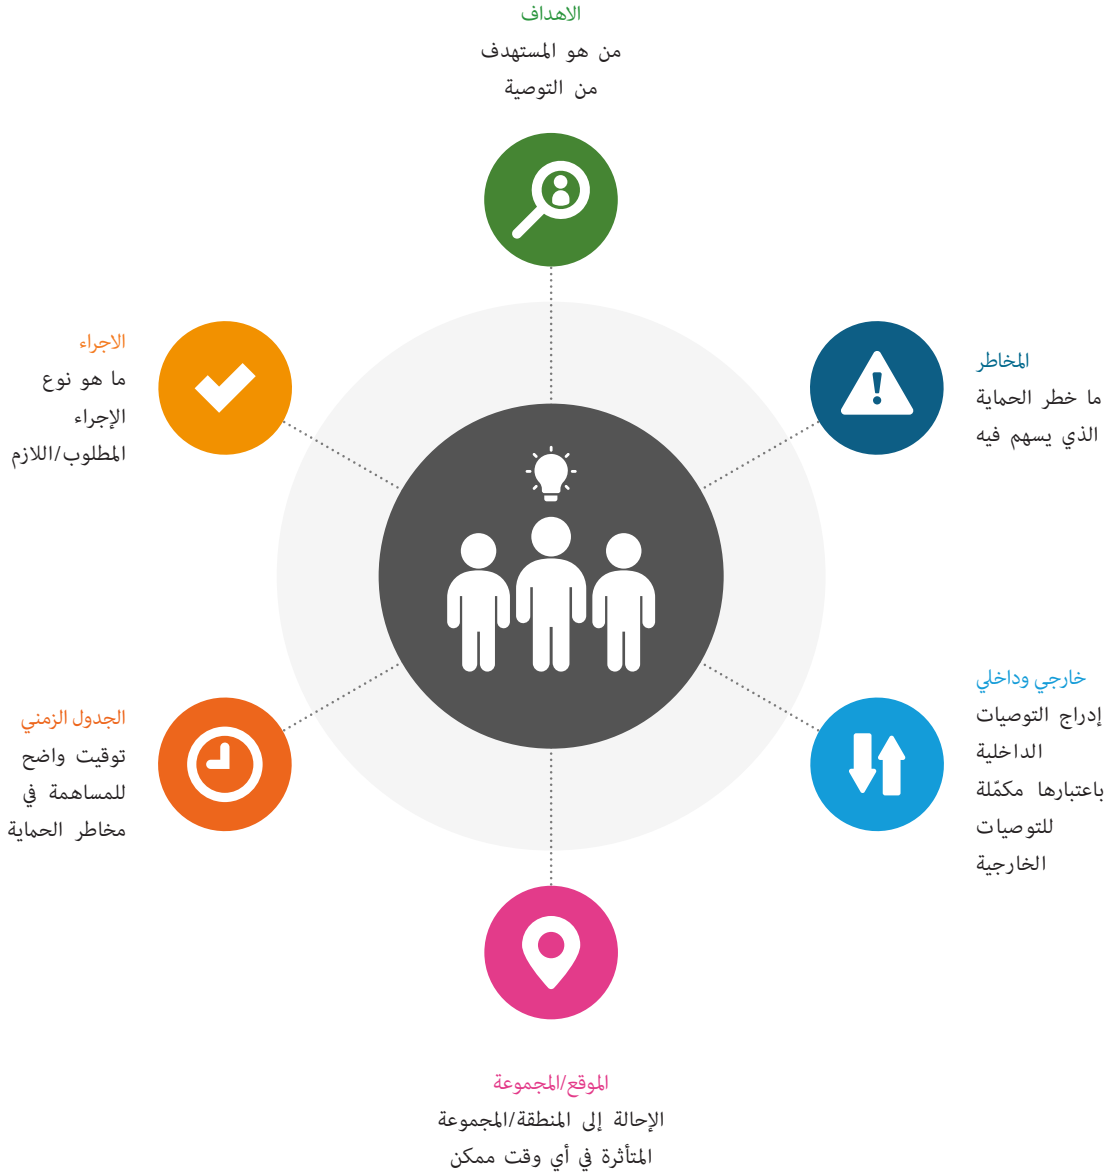 الاهداف
من هو المستهدف
من التوصية
المخاطر
ما خطر الحماية
الذي يسهم فيه
خارجي وداخلي
إدراج التوصيات
الداخلية
باعتبارها مكمّلة
للتوصيات
الخارجية
الموقع/المجموعة
الإحالة إلى المنطقة/المجموعة
المتأثرة في أي وقت ممكن
الجدول الزمني
توقيت واضح
للمساهمة في
مخاطر الحماية
الاجراء
ما هو نوع
الإجراء
المطلوب/اللازم